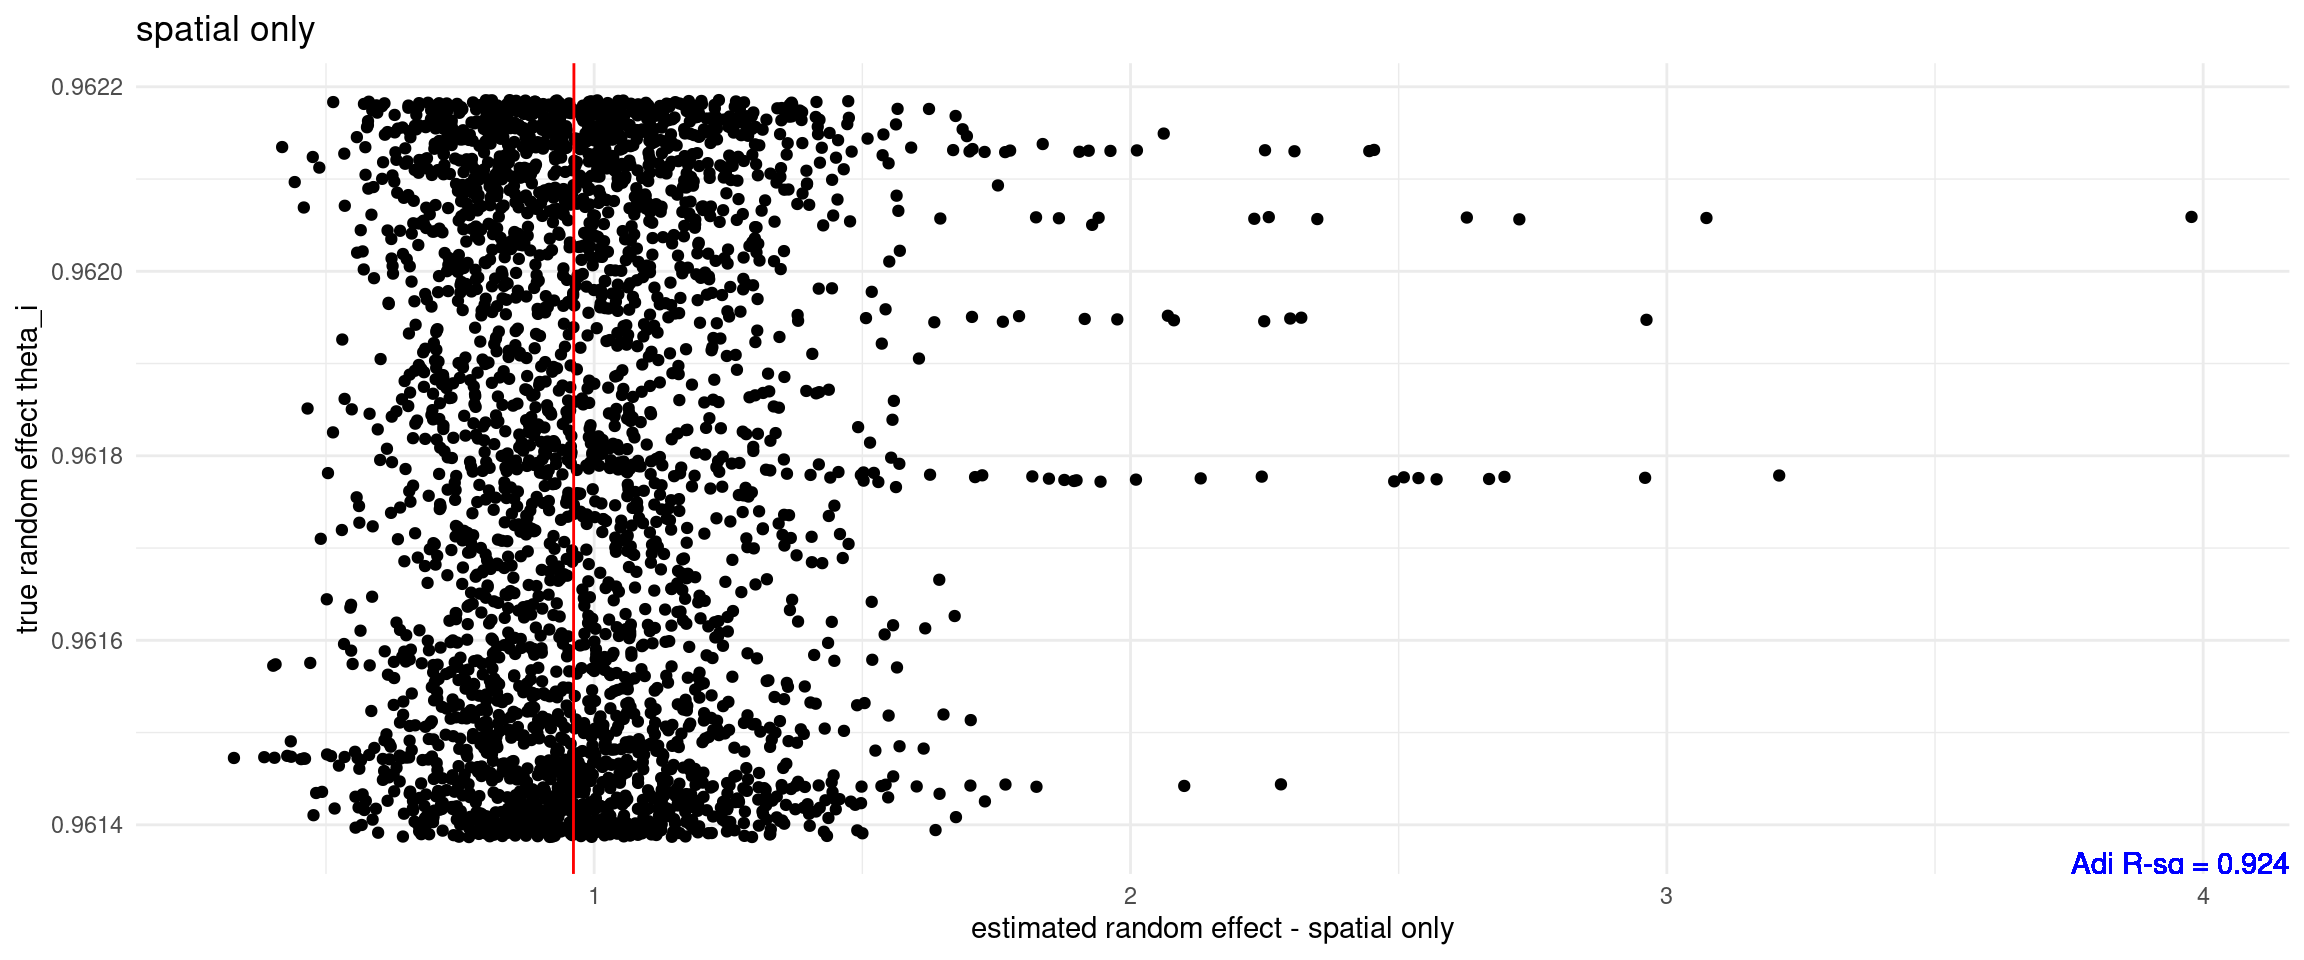 spatial only
0.9622
0.9620
0.9618
0.9616
0.9614
true random effect theta_i
Adj R-sq = 0.924
1
2
3
4
estimated random effect - spatial only